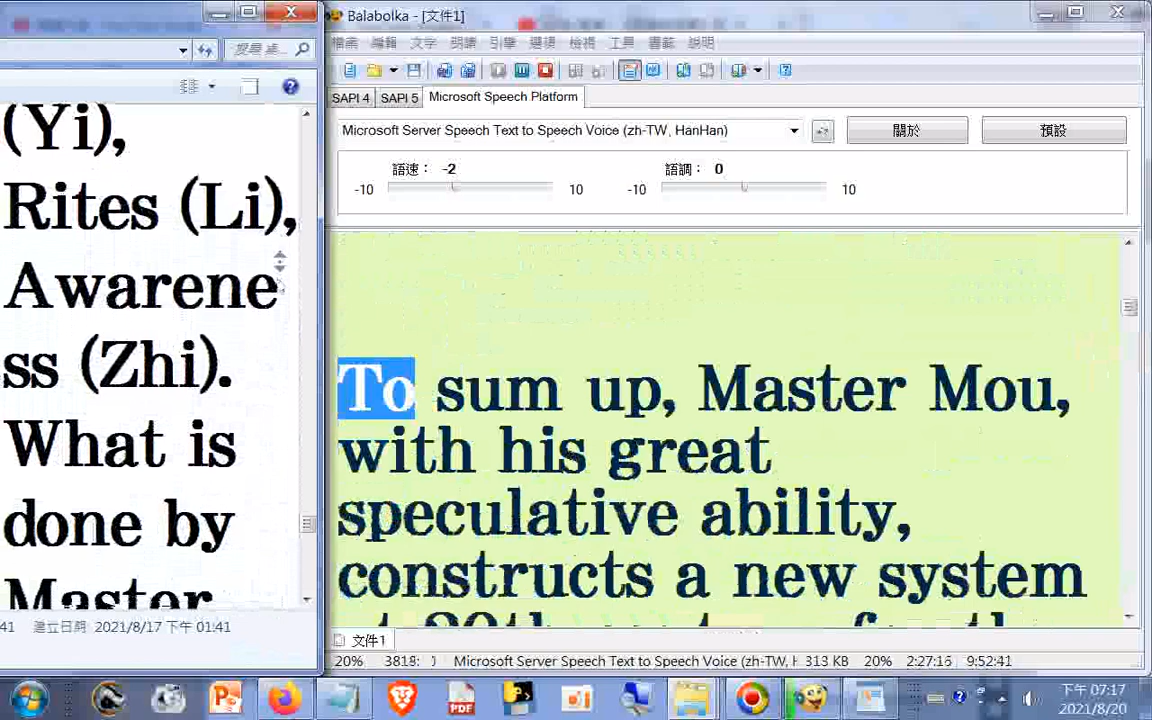 Balabolka - [文件1]
檔案 編輯 文字 朗讀 引擎 選項 檢視 工具 書籤 說明
SAPI 4 SAPI 5 Microsoft Speech Platform
Microsoft Server Speech Text to Speech Voice (zh-TW, HanHan)
關於 預設
語速： -2 語調： 0
-10 10 -10 10
(Yi),
Rites (Li),
Awarene
ss (Zhi).
What is
done by
Master
41 建立日期: 2021/8/17 下午 01:41
To sum up, Master Mou,
with his great
speculative ability,
constructs a new system
文件1
20% 3818: Microsoft Server Speech Text to Speech Voice (zh-TW, 313 KB 20% 2:27:15 9:52:41
下午 07:17
2021/8/20